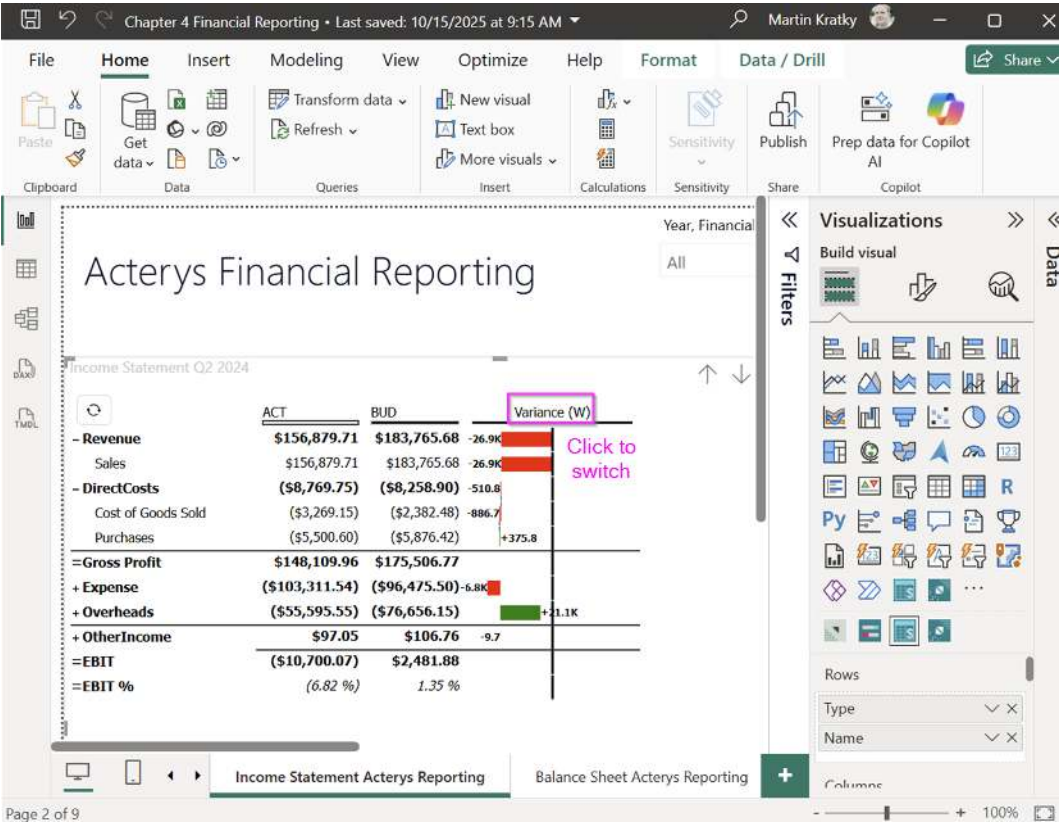 Chapter 4 Financial Reporting • Last saved: 10/15/2025 at 9:15 AM
Martin Kratky
File Home Insert Modeling View Optimize Help Format Data / Drill Share
Paste
Get data
Transform data
Refresh
New visual
Text box
More visuals
Sensitivity
Publish
Prep data for Copilot AI
Copilot
Clipboard Data Queries Insert Calculations Sensitivity Share Copilot
Acterys Financial Reporting
Year, Financial
All
Income Statement Q2 2024
ACT BUD Variance (W)
– Revenue $156,879.71 $183,765.68 -26.9K
Sales $156,879.71 $183,765.68 -26.9K
Click to switch
– DirectCosts ($8,769.75) ($8,258.90) -510.8
Cost of Goods Sold ($3,269.15) ($2,382.48) -886.7
Purchases ($5,500.60) ($5,876.42) +375.8
=Gross Profit $148,109.96 $175,506.77
+ Expense ($103,311.54) ($96,475.50) -6.8K
+ Overheads ($55,595.55) ($76,656.15) +21.1K
+ OtherIncome $97.05 $106.76 -9.7
=EBIT ($10,700.07) $2,481.88
=EBIT % (6.82 %) 1.35 %
Filters
Visualizations
Build visual
123
R
Py
123
Rows
Type
Name
Columns
Data
DAX
TMDL
Income Statement Acterys Reporting
Balance Sheet Acterys Reporting
+
Page 2 of 9
- + 100%